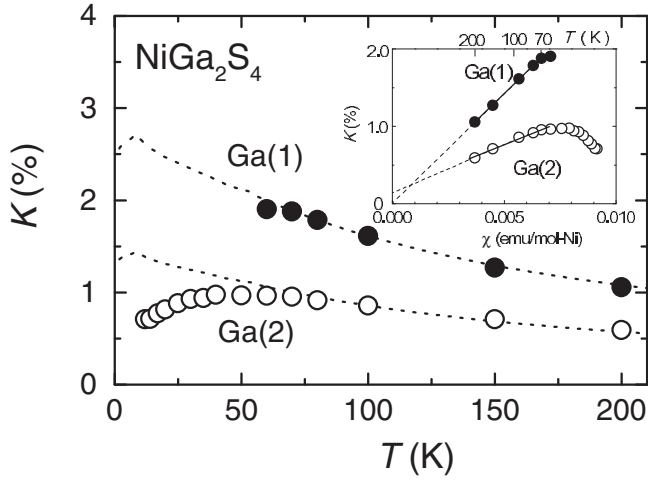 NiGa2S4
K (%)
4
3
2
1
0
Ga(1)
Ga(2)
0 50 100 150 200
T (K)
200 100 70 T (K)
K (%)
2.0
1.0
0.000 0.005 0.010
Ga(1)
Ga(2)
χ (emu/mol-Ni)